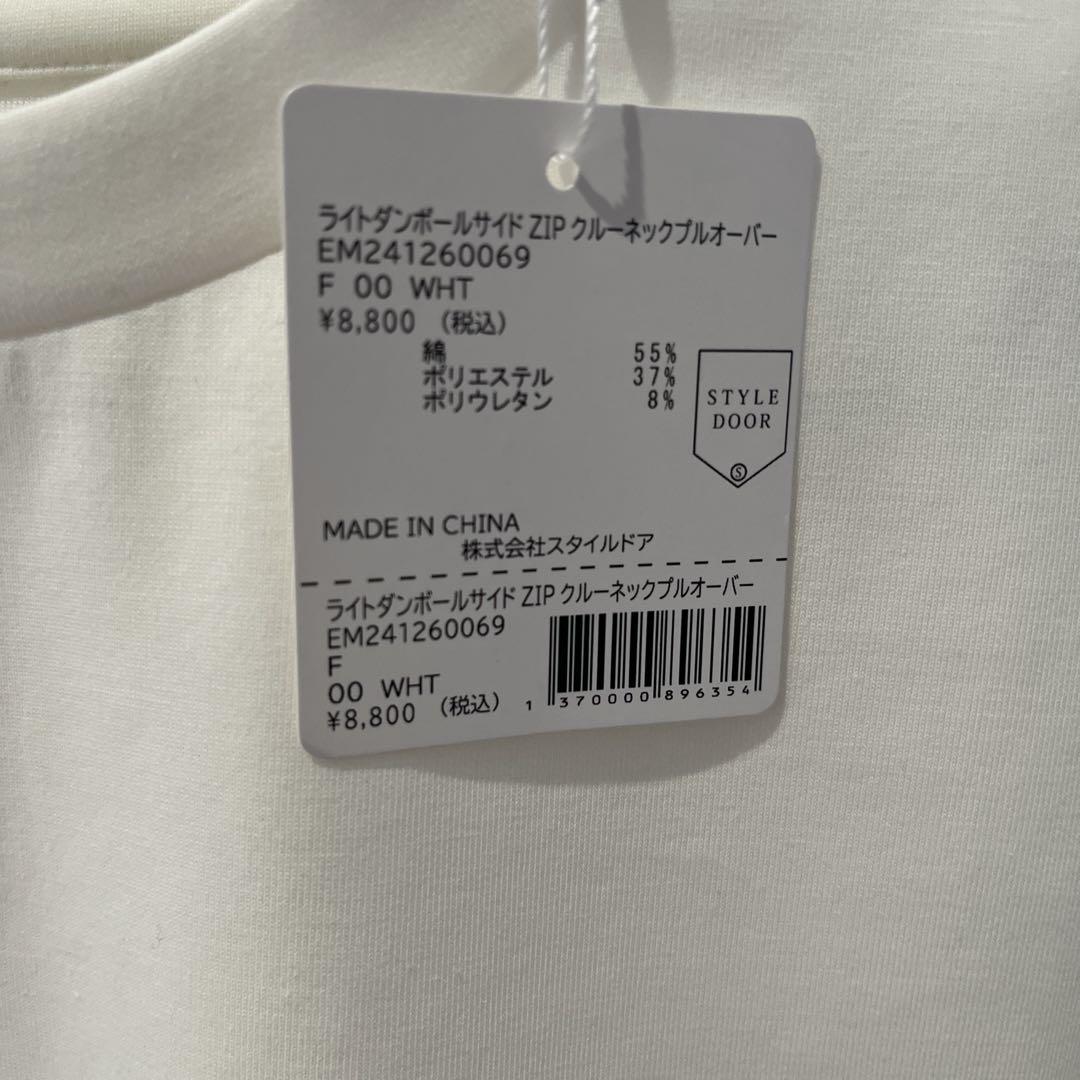 ライトダンボールサイド ZIP クルーネックプルオーバー
EM241260069
F 00 WHT
¥8,800 (税込)
綿 55%
ポリエステル 37%
ポリウレタン 8%
STYLE
DOOR
S
MADE IN CHINA
株式会社スタイルドア
ライトダンボールサイド ZIP クルーネックプルオーバー
EM241260069
F
00 WHT
¥8,800 (税込)
1 370000 896354